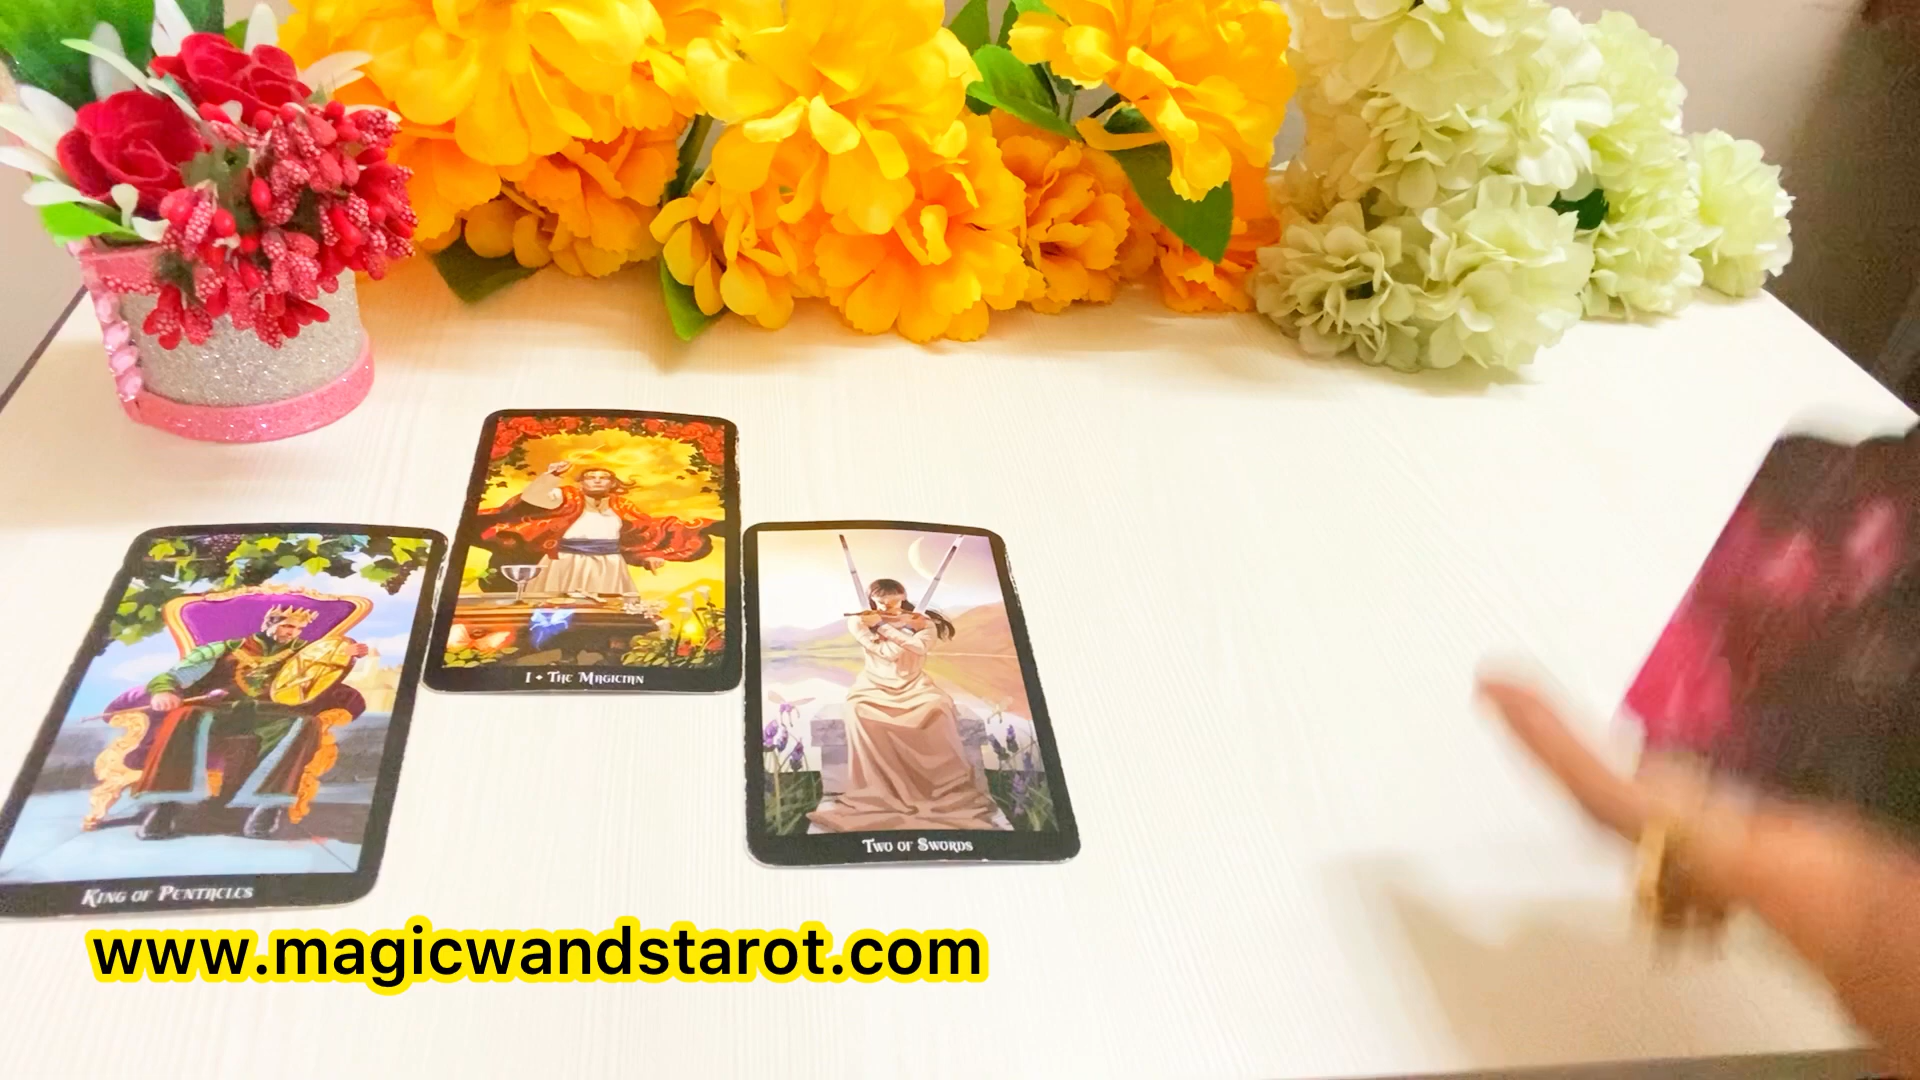 I • The Magician
Two of Swords
King of Pentacles
www.magicwandstarot.com